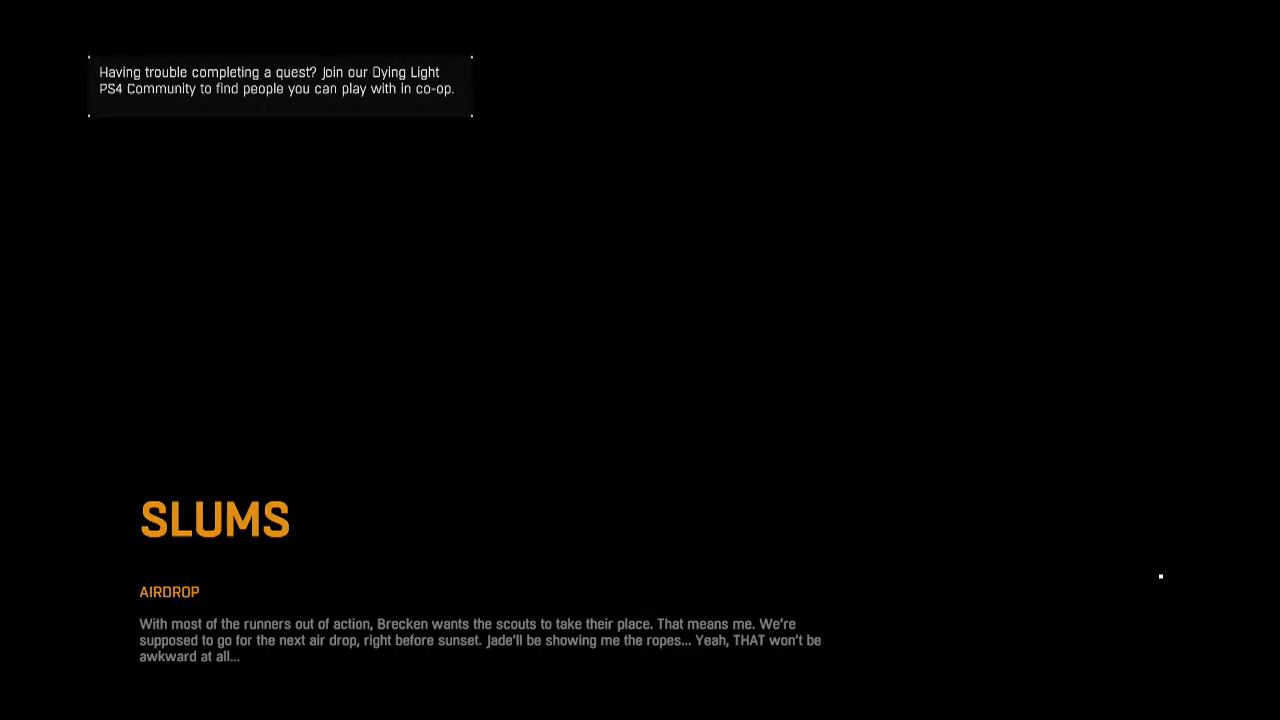 Having trouble completing a quest? Join our Dying Light
PS4 Community to find people you can play with in co-op.
SLUMS
AIRDROP
With most of the runners out of action, Brecken wants the scouts to take their place. That means me. We're
supposed to go for the next air drop, right before sunset. Jade'll be showing me the ropes... Yeah, THAT won't be
awkward at all...